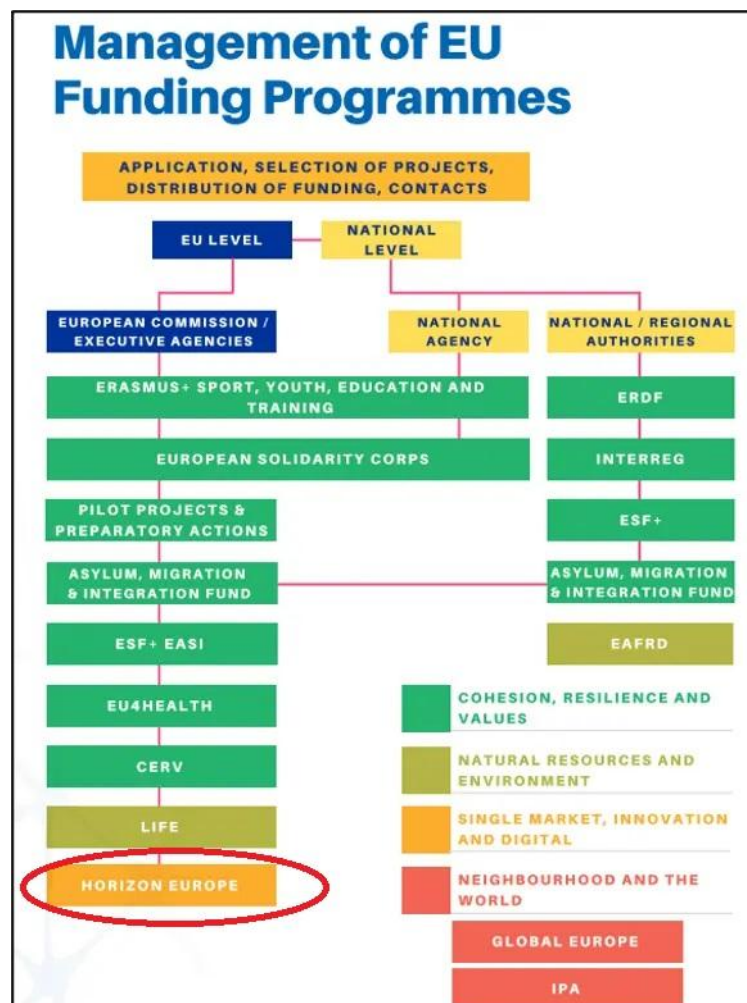 Management of EU
Funding Programmes
APPLICATION, SELECTION OF PROJECTS,
DISTRIBUTION OF FUNDING, CONTACTS
EU LEVEL
NATIONAL
LEVEL
EUROPEAN COMMISSION /
EXECUTIVE AGENCIES
NATIONAL
AGENCY
NATIONAL / REGIONAL
AUTHORITIES
ERASMUS+ SPORT, YOUTH, EDUCATION AND
TRAINING
ERDF
EUROPEAN SOLIDARITY CORPS
INTERREG
PILOT PROJECTS &
PREPARATORY ACTIONS
ESF+
ASYLUM, MIGRATION
& INTEGRATION FUND
ASYLUM, MIGRATION
& INTEGRATION FUND
ESF+ EASI
EAFRD
EU4HEALTH
CERV
LIFE
HORIZON EUROPE
COHESION, RESILIENCE AND
VALUES
NATURAL RESOURCES AND
ENVIRONMENT
SINGLE MARKET, INNOVATION
AND DIGITAL
NEIGHBOURHOOD AND THE
WORLD
GLOBAL EUROPE
IPA